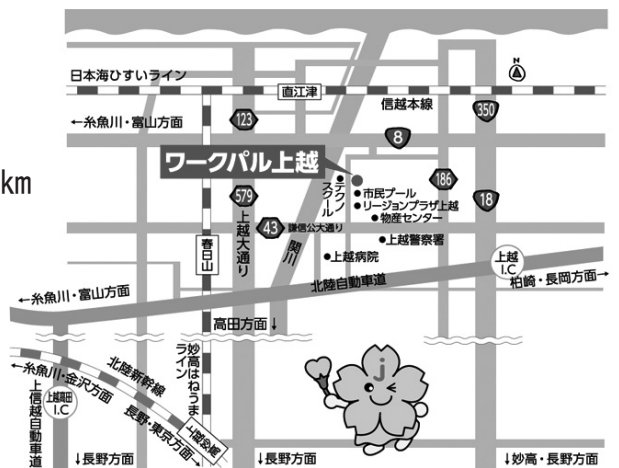 N
日本海ひすいライン
直江津
信越本線
350
123
←糸魚川・富山方面
8
ワークパル上越
km
テクノスクール
市民プール
186
リージョンプラザ上越
579
18
物産センター
上越大通り
43
謙信公大通り
関川
春日山
上越警察署
上越病院
上越I.C
北陸自動車道
柏崎・長岡方面→
←糸魚川・富山方面
高田方面↓
妙高はねうまライン
北陸新幹線
←糸魚川・金沢方面
上越高田I.C
上信越自動車道
長野・東京方面→
上越妙高
j
↓長野方面
↓長野方面
↓妙高・長野方面